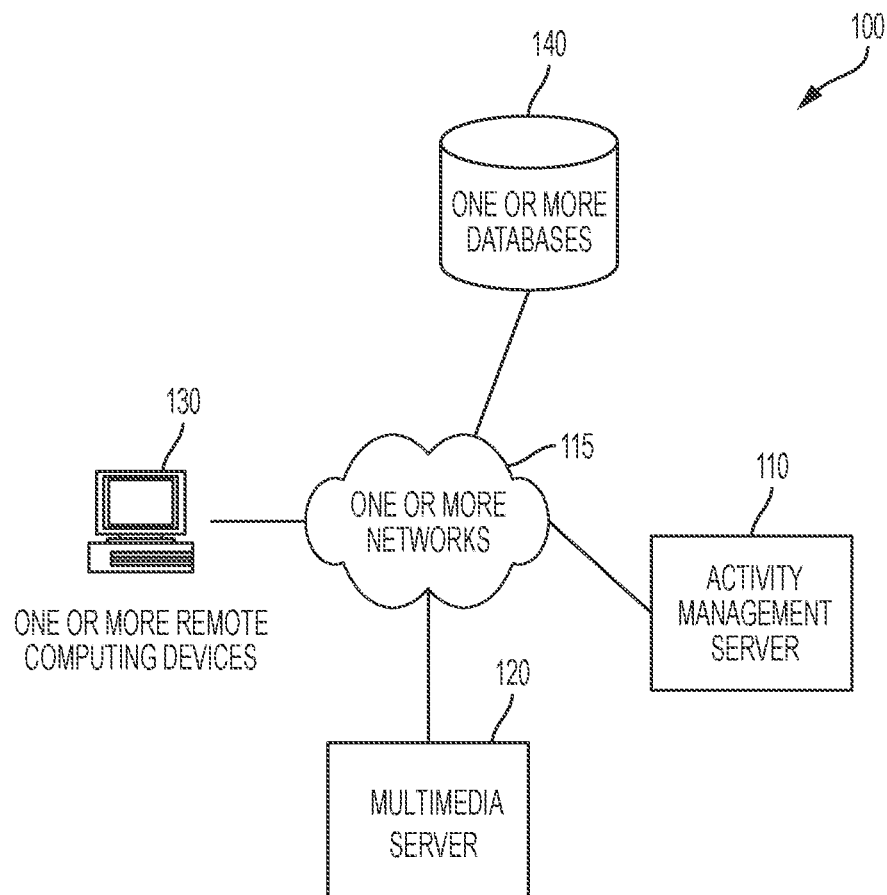 100
140
ONE OR MORE
DATABASES
130
115
ONE OR MORE
NETWORKS
110
ACTIVITY
MANAGEMENT
SERVER
ONE OR MORE REMOTE
COMPUTING DEVICES
120
MULTIMEDIA
SERVER